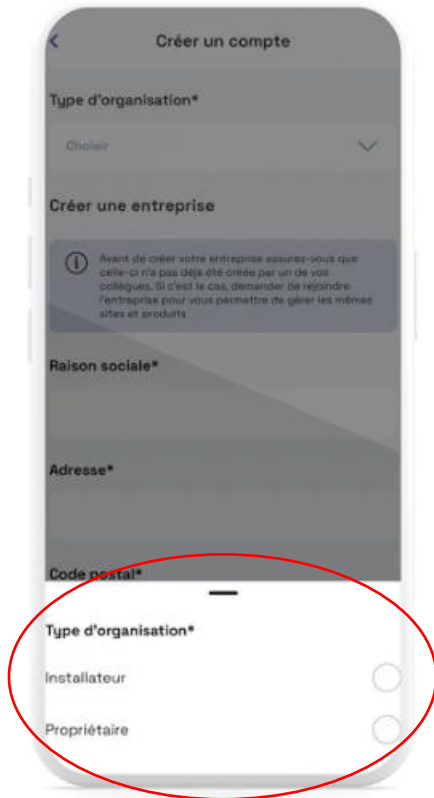 Créer un compte
Type d'organisation*
Choisir
Créer une entreprise
Avant de créer votre entreprise assurez-vous que
celle-ci n'a pas déjà été créée par un de vos
collègues. Si c'est le cas, demander de rejoindre
l'entreprise pour vous permettre de gérer les mêmes
sites et produits
Raison sociale*
Adresse*
Code postal*
Type d'organisation*
Installateur
Propriétaire